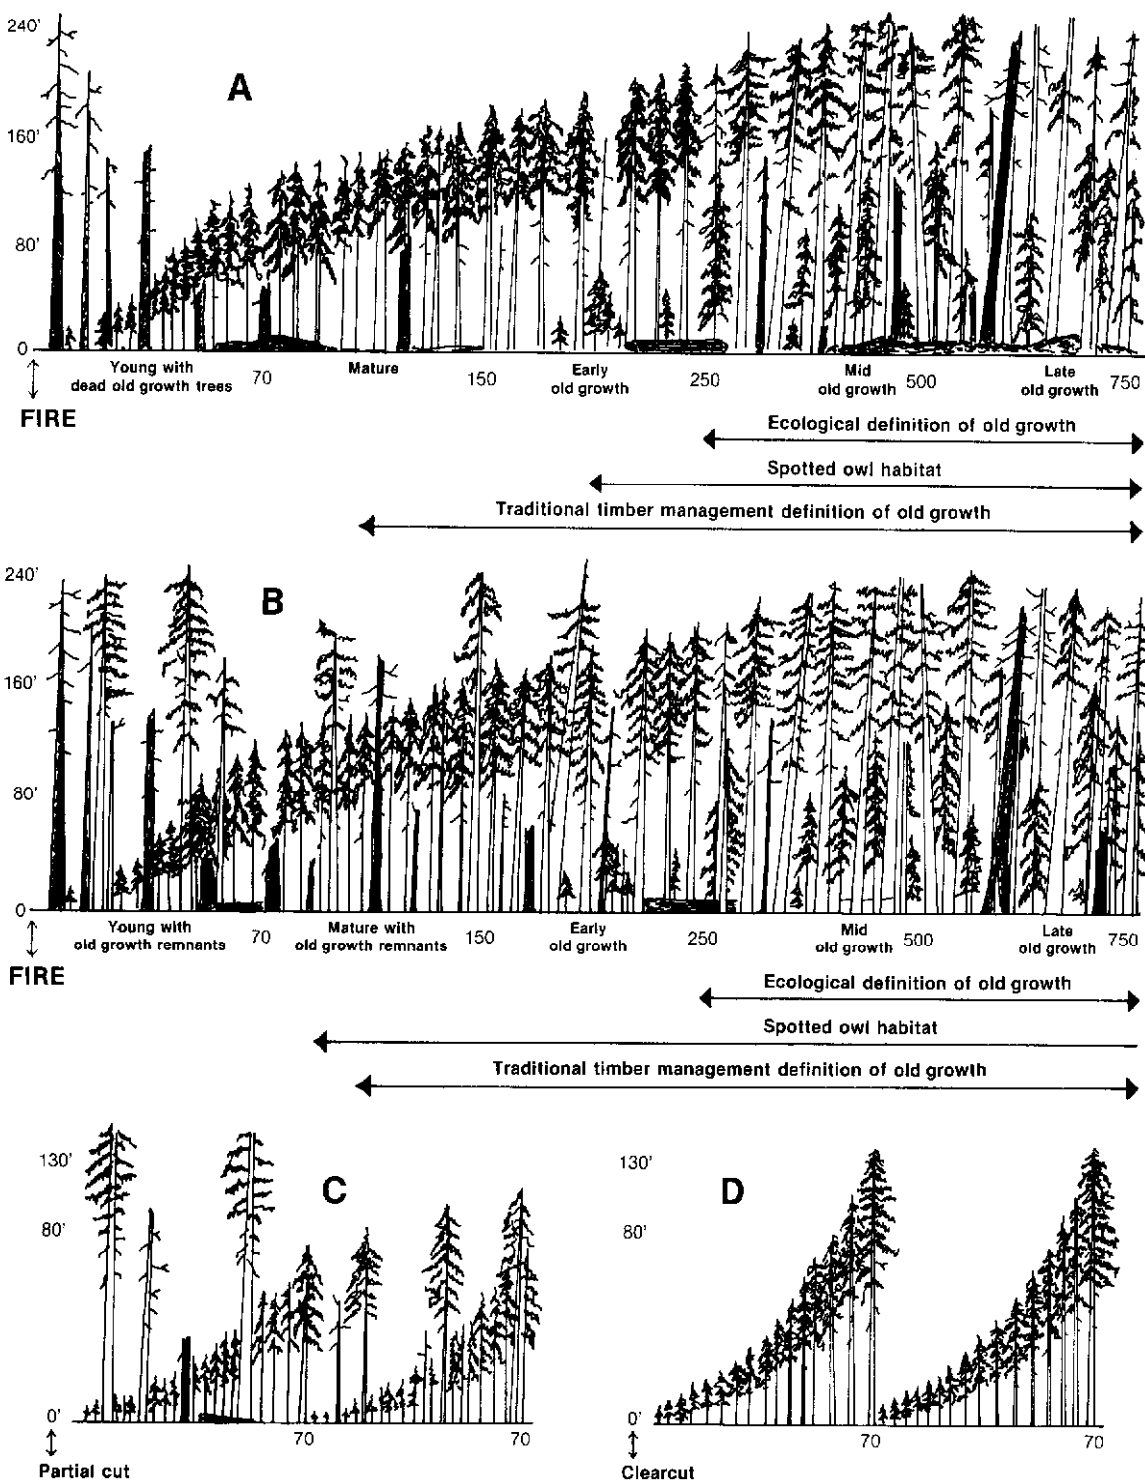 240'
A
160'
80'
0
Young with
dead old growth trees
70
Mature
150
Early
old growth
250
Mid
old growth
500
Late
old growth
750
FIRE
Ecological definition of old growth
Spotted owl habitat
Traditional timber management definition of old growth
240'
B
160'
80'
0
Young with
old growth remnants
70
Mature with
old growth remnants
150
Early
old growth
250
Mid
old growth
500
Late
old growth
750
FIRE
Ecological definition of old growth
Spotted owl habitat
Traditional timber management definition of old growth
130'
C
80'
0'
70
70
Partial cut
130'
D
80'
0'
70
70
Clearcut